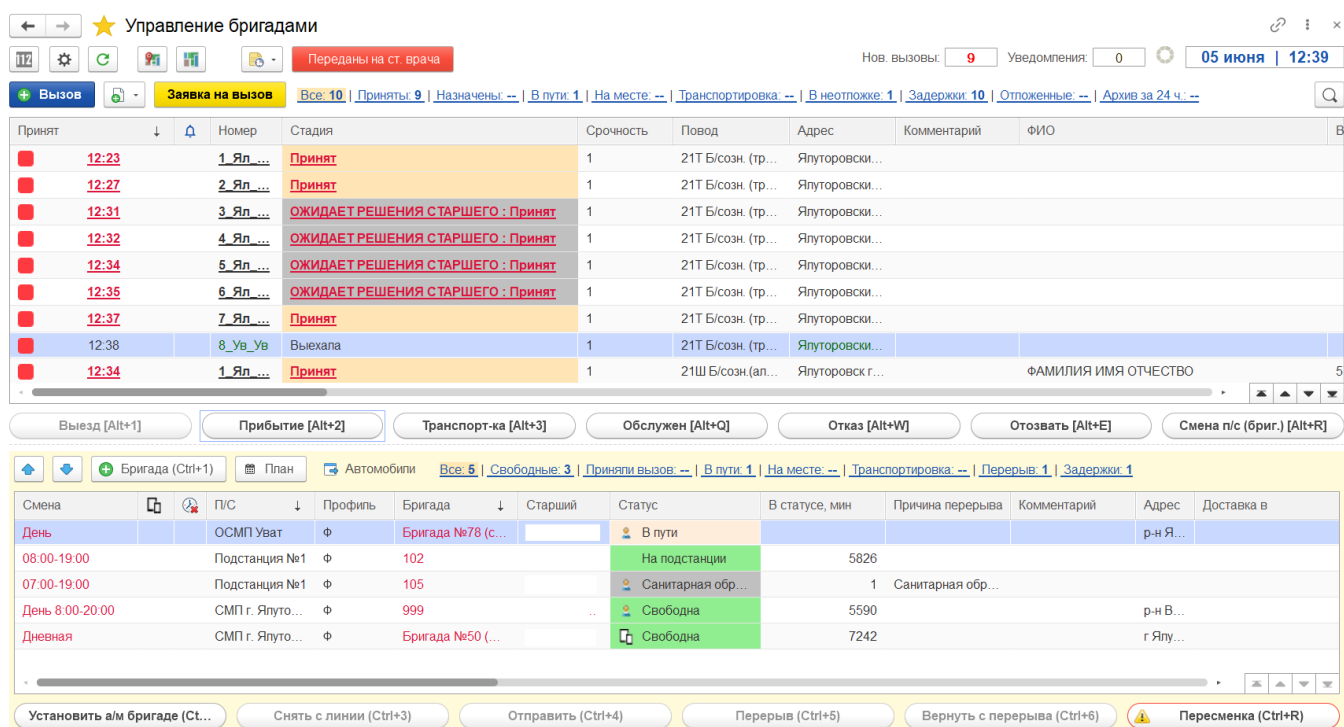 Управление бригадами
112 Переданы на ст. врача Нов. вызовы: 9 Уведомления: 0 05 июня | 12:39
Вызов Заявка на вызов Все: 10 | Приняты: 9 | Назначены: -- | В пути: 1 | На месте: -- | Транспортировка: -- | В неотложке: 1 | Задержки: 10 | Отложенные: -- | Архив за 24 ч.: --
Принят ↓ Номер Стадия Срочность Повод Адрес Комментарий ФИО В
12:23 1_Ял_... Принят 1 21Т Б/созн. (тр... Ялуторовски...
12:27 2_Ял_... Принят 1 21Т Б/созн. (тр... Ялуторовски...
12:31 3_Ял_... ОЖИДАЕТ РЕШЕНИЯ СТАРШЕГО : Принят 1 21Т Б/созн. (тр... Ялуторовски...
12:32 4_Ял_... ОЖИДАЕТ РЕШЕНИЯ СТАРШЕГО : Принят 1 21Т Б/созн. (тр... Ялуторовски...
12:34 5_Ял_... ОЖИДАЕТ РЕШЕНИЯ СТАРШЕГО : Принят 1 21Т Б/созн. (тр... Ялуторовски...
12:35 6_Ял_... ОЖИДАЕТ РЕШЕНИЯ СТАРШЕГО : Принят 1 21Т Б/созн. (тр... Ялуторовски...
12:37 7_Ял_... Принят 1 21Т Б/созн. (тр... Ялуторовски...
12:38 8_Ув_Ув Выехала 1 21Т Б/созн. (тр... Ялуторовски...
12:34 1_Ял_... Принят 1 21Ш Б/созн.(ал... Ялуторовск г... ФАМИЛИЯ ИМЯ ОТЧЕСТВО 5
Выезд [Alt+1] Прибытие [Alt+2] Транспорт-ка [Alt+3] Обслужен [Alt+Q] Отказ [Alt+W] Отозвать [Alt+E] Смена п/с (бриг.) [Alt+R]
Бригада (Ctrl+1) План Автомобили Все: 5 | Свободные: 3 | Приняли вызов: -- | В пути: 1 | На месте: -- | Транспортировка: -- | Перерыв: 1 | Задержки: 1
Смена П/С ↓ Профиль Бригада ↓ Старший Статус В статусе, мин Причина перерыва Комментарий Адрес Доставка в
День ОСМП Уват Ф Бригада №78 (с... В пути р-н Я...
08:00-19:00 Подстанция №1 Ф 102 На подстанции 5826
07:00-19:00 Подстанция №1 Ф 105 Санитарная обр... 1 Санитарная обр...
День 8:00-20:00 СМП г. Ялуто... Ф 999 .. Свободна 5590 р-н В...
Дневная СМП г. Ялуто... Ф Бригада №50 (... Свободна 7242 г Ялу...
Установить а/м бригаде (Ct... Снять с линии (Ctrl+3) Отправить (Ctrl+4) Перерыв (Ctrl+5) Вернуть с перерыва (Ctrl+6) Пересменка (Ctrl+R)